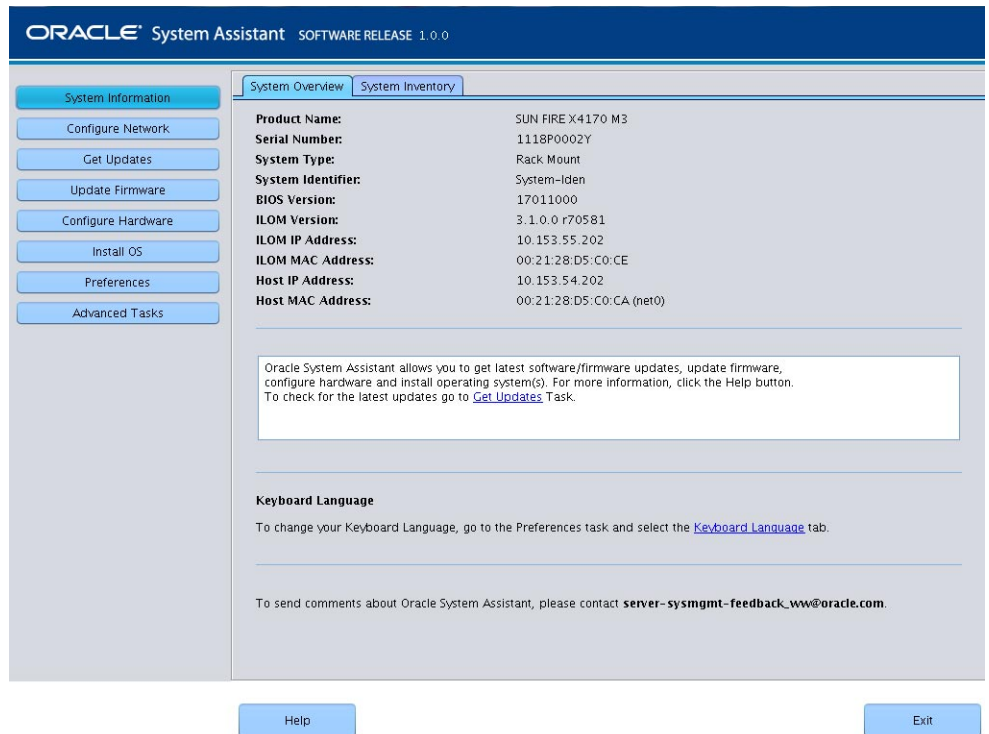 ORACLE System Assistant SOFTWARE RELEASE 1.0.0
System Information
Configure Network
Get Updates
Update Firmware
Configure Hardware
Install OS
Preferences
Advanced Tasks
System Overview System Inventory
Product Name: SUN FIRE X4170 M3
Serial Number: 1118P0002Y
System Type: Rack Mount
System Identifier: System-Iden
BIOS Version: 17011000
ILOM Version: 3.1.0.0 r70581
ILOM IP Address: 10.153.55.202
ILOM MAC Address: 00:21:28:D5:C0:CE
Host IP Address: 10.153.54.202
Host MAC Address: 00:21:28:D5:C0:CA (net0)
Oracle System Assistant allows you to get latest software/firmware updates, update firmware,
configure hardware and install operating system(s). For more information, click the Help button.
To check for the latest updates go to Get Updates Task.
Keyboard Language
To change your Keyboard Language, go to the Preferences task and select the Keyboard Language tab.
To send comments about Oracle System Assistant, please contact server-sysmgmt-feedback_ww@oracle.com.
Help
Exit